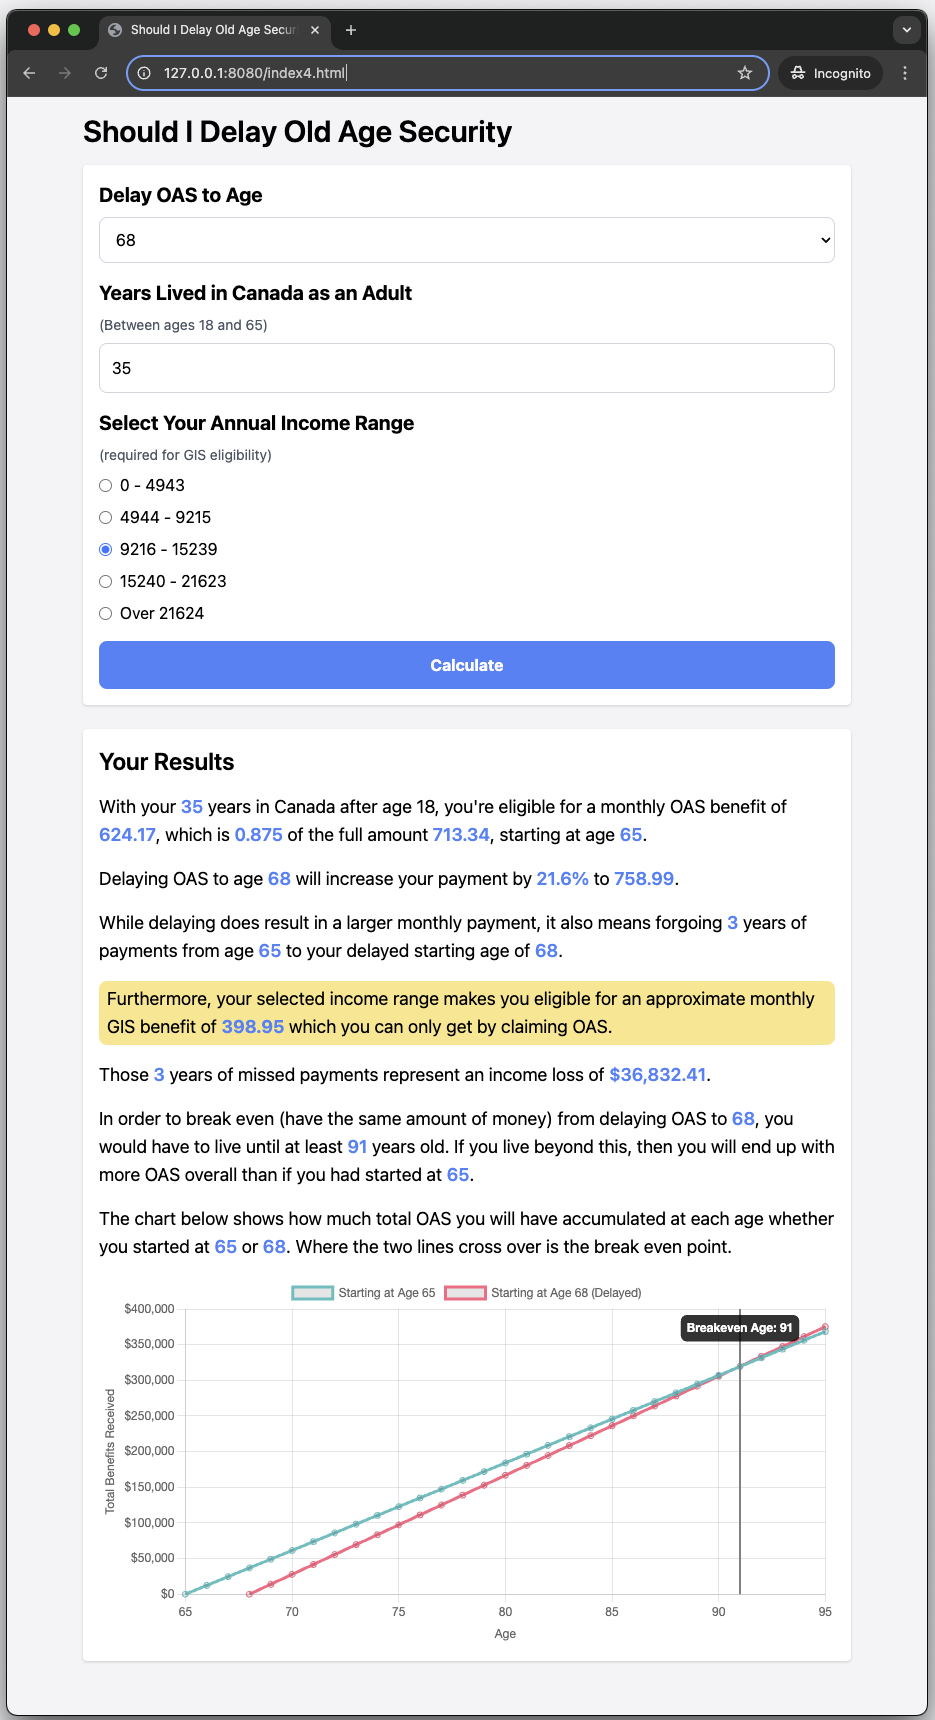 Should I Delay Old Age Secur
127.0.0.1:8080/index4.html
Incognito
Should I Delay Old Age Security
Delay OAS to Age
68
Years Lived in Canada as an Adult
(Between ages 18 and 65)
35
Select Your Annual Income Range
(required for GIS eligibility)
0 - 4943
4944 - 9215
9216 - 15239
15240 - 21623
Over 21624
Calculate
Your Results
With your 35 years in Canada after age 18, you're eligible for a monthly OAS benefit of
624.17, which is 0.875 of the full amount 713.34, starting at age 65.
Delaying OAS to age 68 will increase your payment by 21.6% to 758.99.
While delaying does result in a larger monthly payment, it also means forgoing 3 years of
payments from age 65 to your delayed starting age of 68.
Furthermore, your selected income range makes you eligible for an approximate monthly
GIS benefit of 398.95 which you can only get by claiming OAS.
Those 3 years of missed payments represent an income loss of $36,832.41.
In order to break even (have the same amount of money) from delaying OAS to 68, you
would have to live until at least 91 years old. If you live beyond this, then you will end up with
more OAS overall than if you had started at 65.
The chart below shows how much total OAS you will have accumulated at each age whether
you started at 65 or 68. Where the two lines cross over is the break even point.
Starting at Age 65 Starting at Age 68 (Delayed)
Breakeven Age: 91
Total Benefits Received
$400,000
$350,000
$300,000
$250,000
$200,000
$150,000
$100,000
$50,000
$0
65 70 75 80 85 90 95
Age